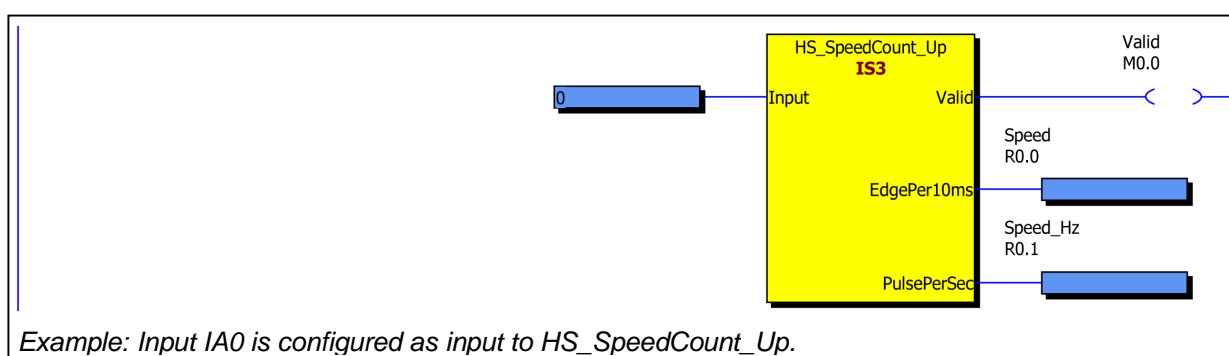 HS_SpeedCount_Up
IS3
Valid
M0.0
0
Input
Valid
Speed
R0.0
EdgePer10ms
Speed_Hz
R0.1
PulsePerSec
Example: Input IA0 is configured as input to HS_SpeedCount_Up.